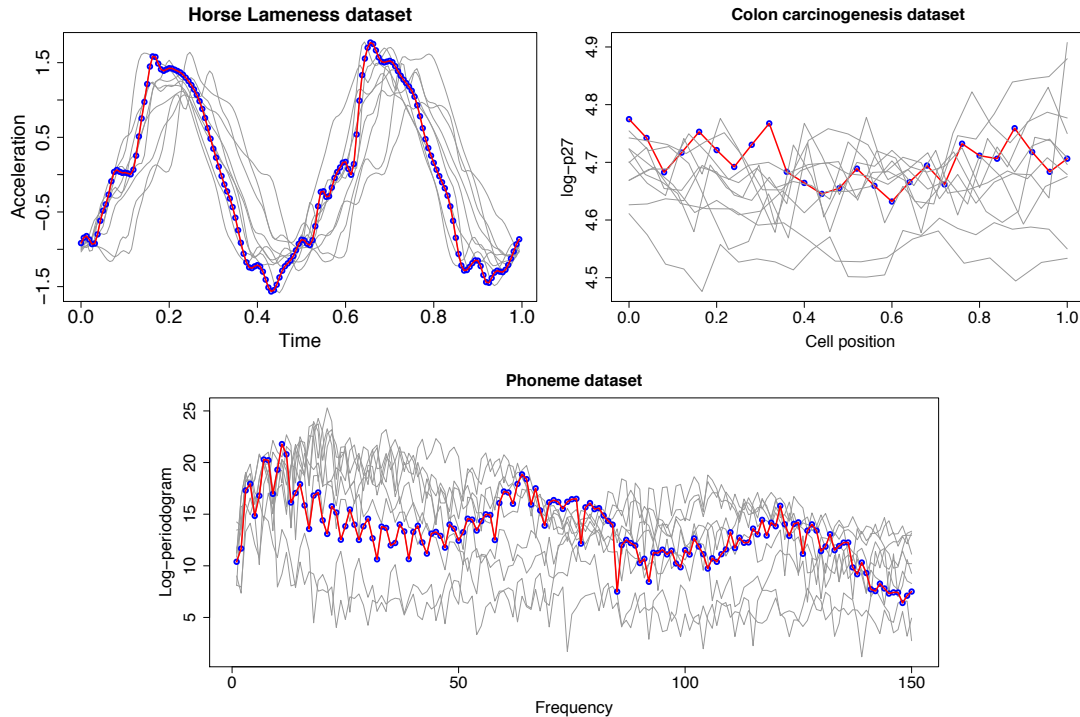 Horse Lameness dataset
Acceleration
1.5
0.5
−0.5
−1.5
0.0 0.2 0.4 0.6 0.8 1.0
Time
Colon carcinogenesis dataset
log−p27
4.9
4.8
4.7
4.6
4.5
0.0 0.2 0.4 0.6 0.8 1.0
Cell position
Phoneme dataset
Log−periodogram
25
20
15
10
5
0 50 100 150
Frequency